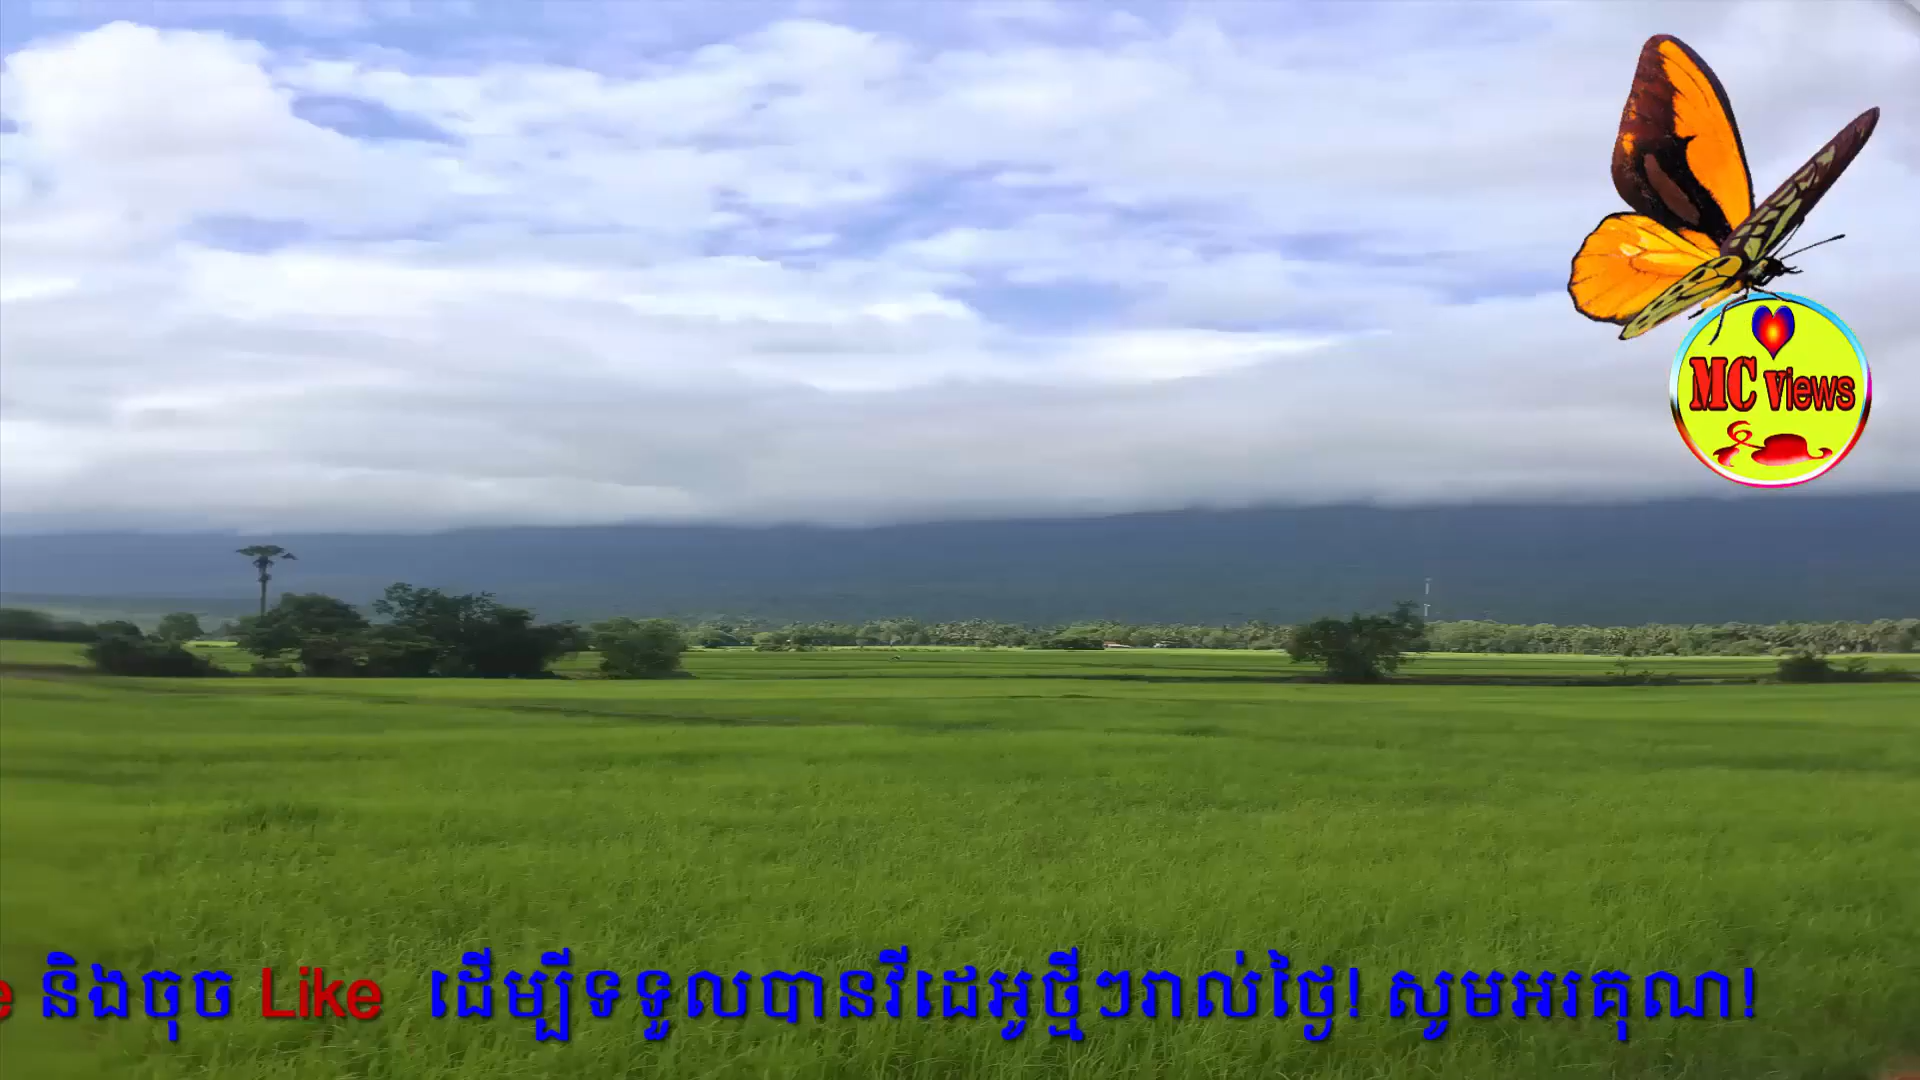 MC Views
e និងចុច Like ដើម្បីទទួលបានវីដេអូថ្មីៗរាល់ថ្ងៃ! សូមអរគុណ!